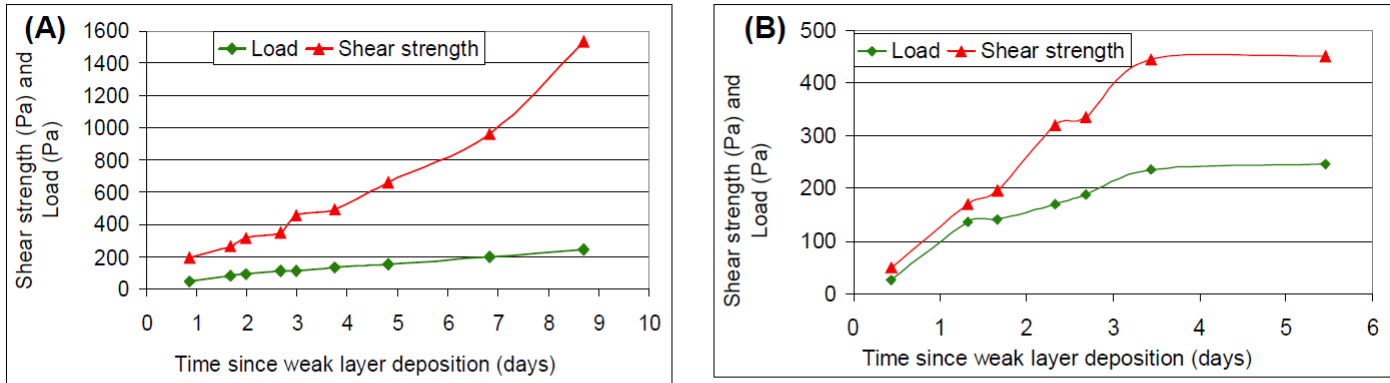 (A)
Load Shear strength
Shear strength (Pa) and
Load (Pa)
1600
1400
1200
1000
800
600
400
200
0
0 1 2 3 4 5 6 7 8 9 10
Time since weak layer deposition (days)
(B)
Load Shear strength
Shear strength (Pa) and
Load (Pa)
500
400
300
200
100
0
0 1 2 3 4 5 6
Time since weak layer deposition (days)